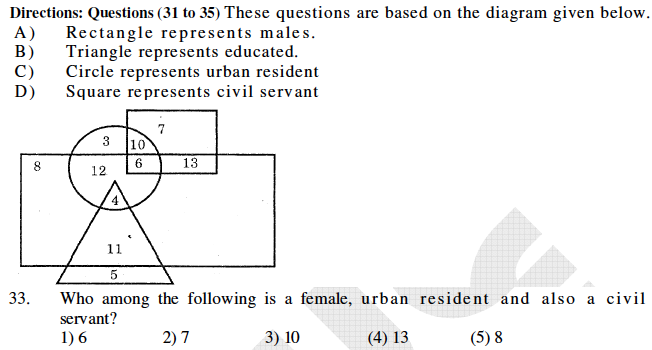 Directions: Questions (31 to 35) These questions are based on the diagram given below.
A) Rectangle represents males.
B) Triangle represents educated.
C) Circle represents urban resident
D) Square represents civil servant
7
3 10
8 12 6 13
4
11
5
33. Who among the following is a female, urban resident and also a civil
servant?
1) 6 2) 7 3) 10 (4) 13 (5) 8